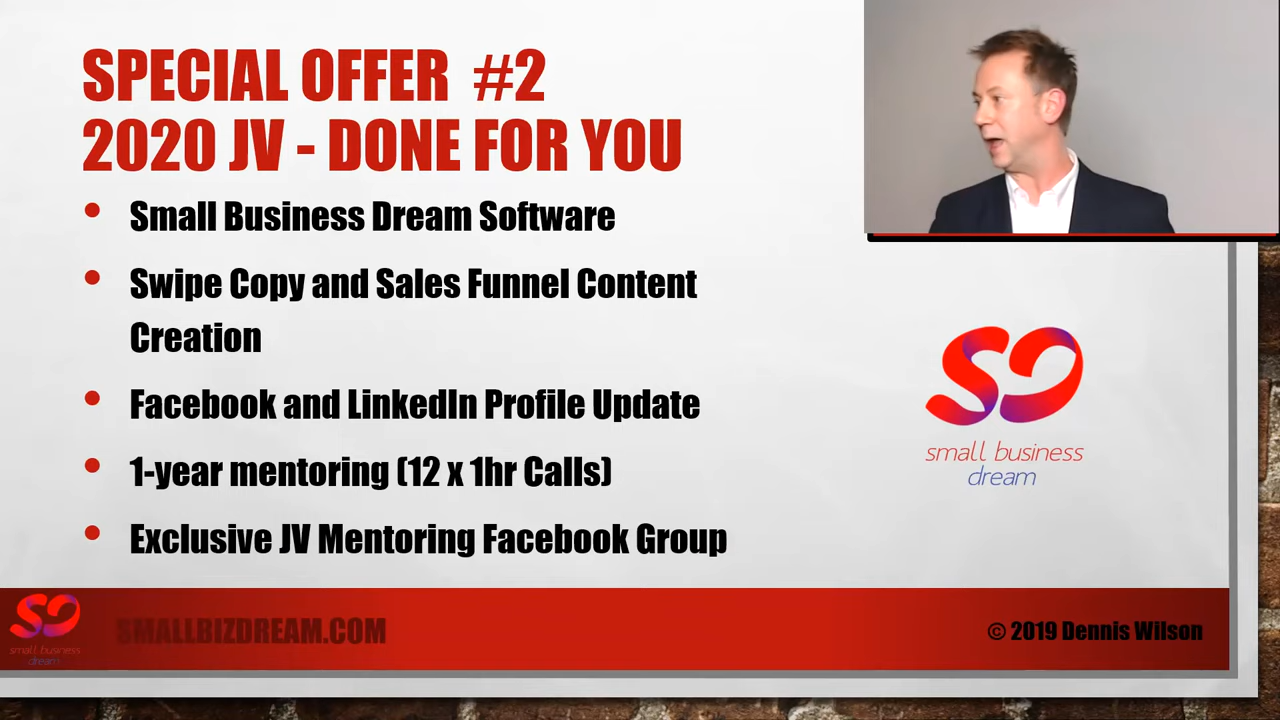 SPECIAL OFFER #2
2020 JV - DONE FOR YOU
• Small Business Dream Software
• Swipe Copy and Sales Funnel Content
Creation
• Facebook and LinkedIn Profile Update
• 1-year mentoring (12 x 1hr Calls)
• Exclusive JV Mentoring Facebook Group
small business
dream
small business
dream
SMALLBIZDREAM.COM
© 2019 Dennis Wilson